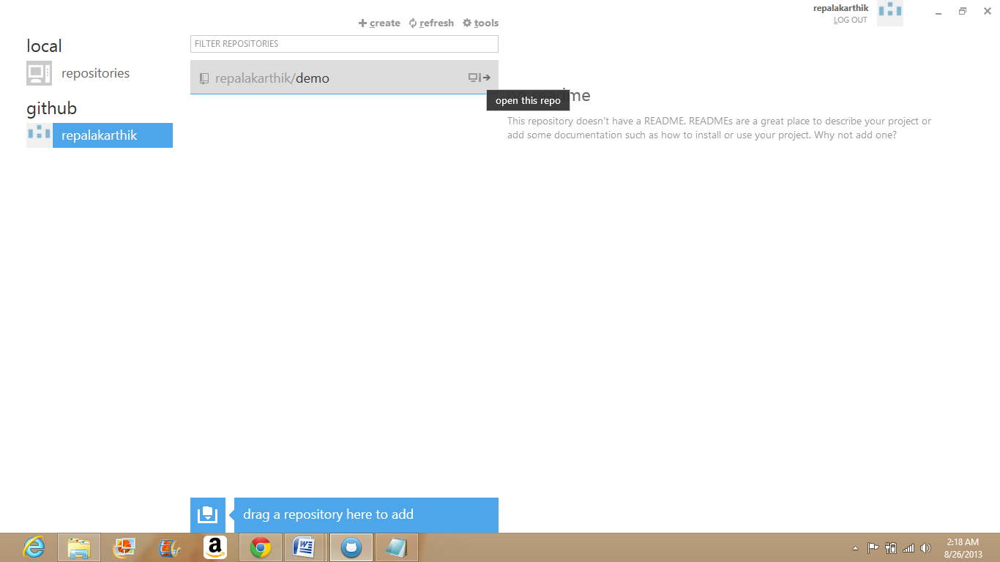 repalakarthik
LOG OUT
create refresh tools
local
FILTER REPOSITORIES
repositories
repalakarthik/demo
open this repo
me
github
repalakarthik
This repository doesn't have a README. READMEs are a great place to describe your project or
add some documentation such as how to install or use your project. Why not add one?
drag a repository here to add
2:18 AM
8/26/2013